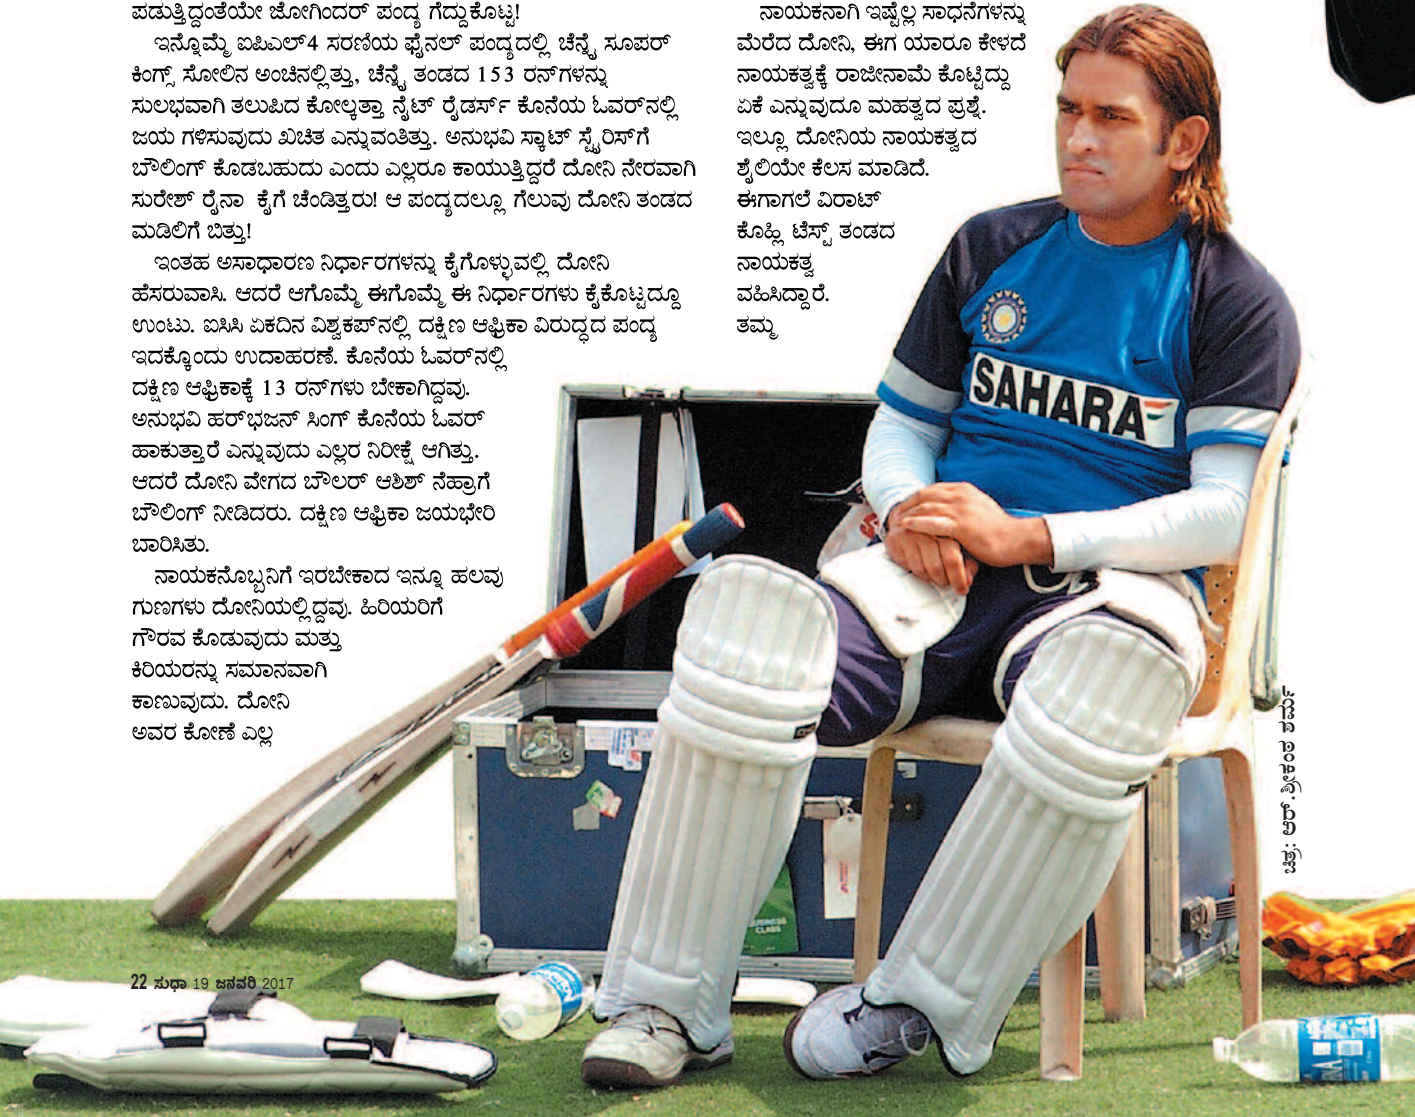 ಪಡುತ್ತಿದ್ದಂತೆಯೇ ಜೋಗಿಂದರ್ ಪಂದ್ಯ ಗೆದ್ದುಕೊಟ್ಟ!
ಇನ್ನೊಮ್ಮೆ ಐಪಿಎಲ್4 ಸರಣಿಯ ಫೈನಲ್ ಪಂದ್ಯದಲ್ಲಿ ಚೆನ್ನೈ ಸೂಪರ್
ಕಿಂಗ್ಸ್ ಸೋಲಿನ ಅಂಚಿನಲ್ಲಿತ್ತು, ಚೆನ್ನೈ ತಂಡದ 153 ರನ್‌ಗಳನ್ನು
ಸುಲಭವಾಗಿ ತಲುಪಿದ ಕೋಲ್ಕತ್ತಾ ನೈಟ್ ರೈಡರ್ಸ್ ಕೊನೆಯ ಓವರ್‌ನಲ್ಲಿ
ಜಯ ಗಳಿಸುವುದು ಖಚಿತ ಎನ್ನುವಂತಿತ್ತು. ಅನುಭವಿ ಸ್ಕಾಟ್ ಸ್ಟೈರಿಸ್‌ಗೆ
ಬೌಲಿಂಗ್ ಕೊಡಬಹುದು ಎಂದು ಎಲ್ಲರೂ ಕಾಯುತ್ತಿದ್ದರೆ ದೋನಿ ನೇರವಾಗಿ
ಸುರೇಶ್ ರೈನಾ ಕೈಗೆ ಚೆಂಡಿತ್ತರು! ಆ ಪಂದ್ಯದಲ್ಲೂ ಗೆಲುವು ದೋನಿ ತಂಡದ
ಮಡಿಲಿಗೆ ಬಿತ್ತು!
ಇಂತಹ ಅಸಾಧಾರಣ ನಿರ್ಧಾರಗಳನ್ನು ಕೈಗೊಳ್ಳುವಲ್ಲಿ ದೋನಿ
ಹೆಸರುವಾಸಿ. ಆದರೆ ಆಗೊಮ್ಮೆ ಈಗೊಮ್ಮೆ ಈ ನಿರ್ಧಾರಗಳು ಕೈಕೊಟ್ಟದ್ದೂ
ಉಂಟು. ಐಸಿಸಿ ಏಕದಿನ ವಿಶ್ವಕಪ್‌ನಲ್ಲಿ ದಕ್ಷಿಣ ಆಫ್ರಿಕಾ ವಿರುದ್ಧದ ಪಂದ್ಯ
ಇದಕ್ಕೊಂದು ಉದಾಹರಣೆ. ಕೊನೆಯ ಓವರ್‌ನಲ್ಲಿ
ದಕ್ಷಿಣ ಆಫ್ರಿಕಾಕ್ಕೆ 13 ರನ್‌ಗಳು ಬೇಕಾಗಿದ್ದವು.
ಅನುಭವಿ ಹರ್‌ಭಜನ್ ಸಿಂಗ್ ಕೊನೆಯ ಓವರ್
ಹಾಕುತ್ತಾರೆ ಎನ್ನುವುದು ಎಲ್ಲರ ನಿರೀಕ್ಷೆ ಆಗಿತ್ತು.
ಆದರೆ ದೋನಿ ವೇಗದ ಬೌಲರ್ ಆಶಿಶ್ ನೆಹ್ರಾಗೆ
ಬೌಲಿಂಗ್ ನೀಡಿದರು. ದಕ್ಷಿಣ ಆಫ್ರಿಕಾ ಜಯಭೇರಿ
ಬಾರಿಸಿತು.
ನಾಯಕನೊಬ್ಬನಿಗೆ ಇರಬೇಕಾದ ಇನ್ನೂ ಹಲವು
ಗುಣಗಳು ದೋನಿಯಲ್ಲಿದ್ದವು. ಹಿರಿಯರಿಗೆ
ಗೌರವ ಕೊಡುವುದು ಮತ್ತು
ಕಿರಿಯರನ್ನು ಸಮಾನವಾಗಿ
ಕಾಣುವುದು. ದೋನಿ
ಅವರ ಕೋಣೆ ಎಲ್ಲ
ನಾಯಕನಾಗಿ ಇಷ್ಟೆಲ್ಲ ಸಾಧನೆಗಳನ್ನು
ಮೆರೆದ ದೋನಿ, ಈಗ ಯಾರೂ ಕೇಳದೆ
ನಾಯಕತ್ವಕ್ಕೆ ರಾಜೀನಾಮೆ ಕೊಟ್ಟಿದ್ದು
ಏಕೆ ಎನ್ನುವುದೂ ಮಹತ್ವದ ಪ್ರಶ್ನೆ.
ಇಲ್ಲೂ ದೋನಿಯ ನಾಯಕತ್ವದ
ಶೈಲಿಯೇ ಕೆಲಸ ಮಾಡಿದೆ.
ಈಗಾಗಲೆ ವಿರಾಟ್
ಕೊಹ್ಲಿ ಟೆಸ್ಟ್ ತಂಡದ
ನಾಯಕತ್ವ
ವಹಿಸಿದ್ದಾರೆ.
ತಮ್ಮ
SAHARA
BUSINESS
CLASS
ಚಿತ್ರ: ಆರ್.ಶ್ರೀಕಂಠ ಶರ್ಮ
22 ಸುಧಾ 19 ಜನವರಿ 2017